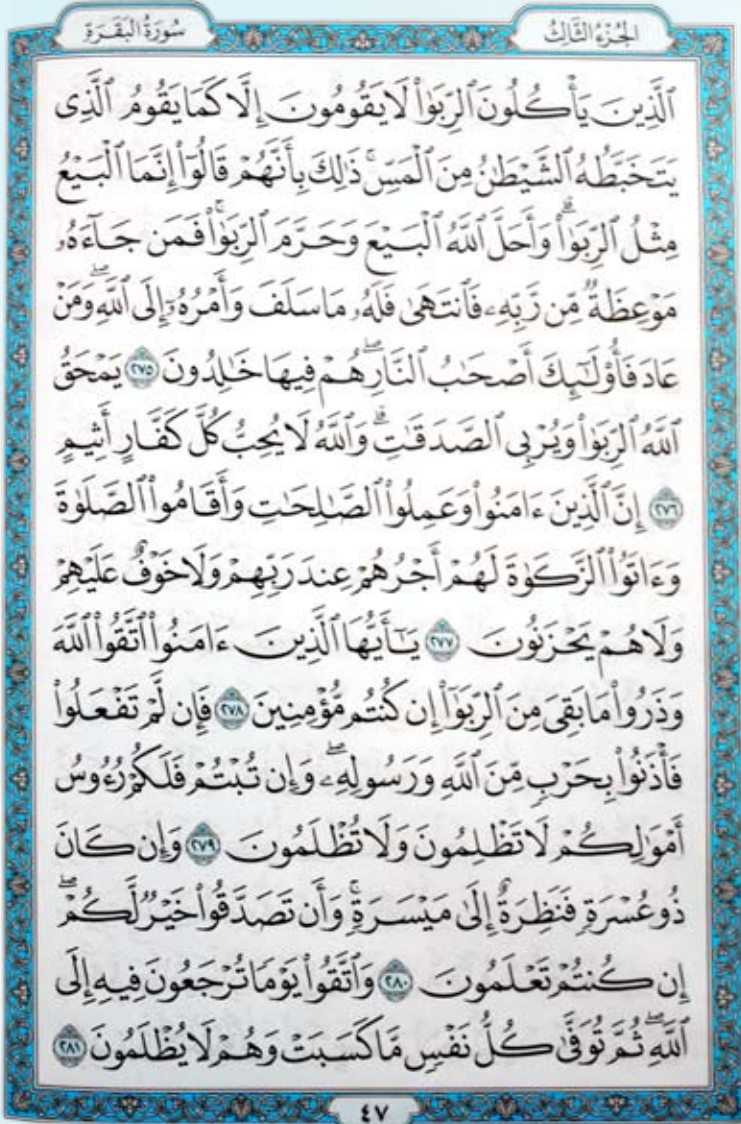 سُورَةُ الْبَقَرَةِ
الجُزْءُ الثَّالِثُ
ٱلَّذِينَ يَأْكُلُونَ ٱلرِّبَوٰا۟ لَا يَقُومُونَ إِلَّا كَمَا يَقُومُ ٱلَّذِى
يَتَخَبَّطُهُ ٱلشَّيْطَٰنُ مِنَ ٱلْمَسِّ ۚ ذَٰلِكَ بِأَنَّهُمْ قَالُوٓا۟ إِنَّمَا ٱلْبَيْعُ
مِثْلُ ٱلرِّبَوٰا۟ ۗ وَأَحَلَّ ٱللَّهُ ٱلْبَيْعَ وَحَرَّمَ ٱلرِّبَوٰا۟ ۚ فَمَن جَآءَهُۥ
مَوْعِظَةٌ مِّن رَّبِّهِۦ فَٱنتَهَىٰ فَلَهُۥ مَا سَلَفَ وَأَمْرُهُۥٓ إِلَى ٱللَّهِ ۖ وَمَنْ
عَادَ فَأُو۟لَٰٓئِكَ أَصْحَٰبُ ٱلنَّارِ ۖ هُمْ فِيهَا خَٰلِدُونَ ٢٧٥ يَمْحَقُ
ٱللَّهُ ٱلرِّبَوٰا۟ وَيُرْبِى ٱلصَّدَقَٰتِ ۗ وَٱللَّهُ لَا يُحِبُّ كُلَّ كَفَّارٍ أَثِيمٍ
٢٧٦ إِنَّ ٱلَّذِينَ ءَامَنُوا۟ وَعَمِلُوا۟ ٱلصَّٰلِحَٰتِ وَأَقَامُوا۟ ٱلصَّلَوٰةَ
وَءَاتَوُا۟ ٱلزَّكَوٰةَ لَهُمْ أَجْرُهُمْ عِندَ رَبِّهِمْ وَلَا خَوْفٌ عَلَيْهِمْ
وَلَا هُمْ يَحْزَنُونَ ٢٧٧ يَٰٓأَيُّهَا ٱلَّذِينَ ءَامَنُوا۟ ٱتَّقُوا۟ ٱللَّهَ
وَذَرُوا۟ مَا بَقِىَ مِنَ ٱلرِّبَوٰٓا۟ إِن كُنتُم مُّؤْمِنِينَ ٢٧٨ فَإِن لَّمْ تَفْعَلُوا۟
فَأْذَنُوا۟ بِحَرْبٍ مِّنَ ٱللَّهِ وَرَسُولِهِۦ ۖ وَإِن تُبْتُمْ فَلَكُمْ رُءُوسُ
أَمْوَٰلِكُمْ لَا تَظْلِمُونَ وَلَا تُظْلَمُونَ ٢٧٩ وَإِن كَانَ
ذُو عُسْرَةٍ فَنَظِرَةٌ إِلَىٰ مَيْسَرَةٍ ۚ وَأَن تَصَدَّقُوا۟ خَيْرٌ لَّكُمْ ۖ
إِن كُنتُمْ تَعْلَمُونَ ٢٨٠ وَٱتَّقُوا۟ يَوْمًا تُرْجَعُونَ فِيهِ إِلَى
ٱللَّهِ ۖ ثُمَّ تُوَفَّىٰ كُلُّ نَفْسٍ مَّا كَسَبَتْ وَهُمْ لَا يُظْلَمُونَ ٢٨١
٤٧